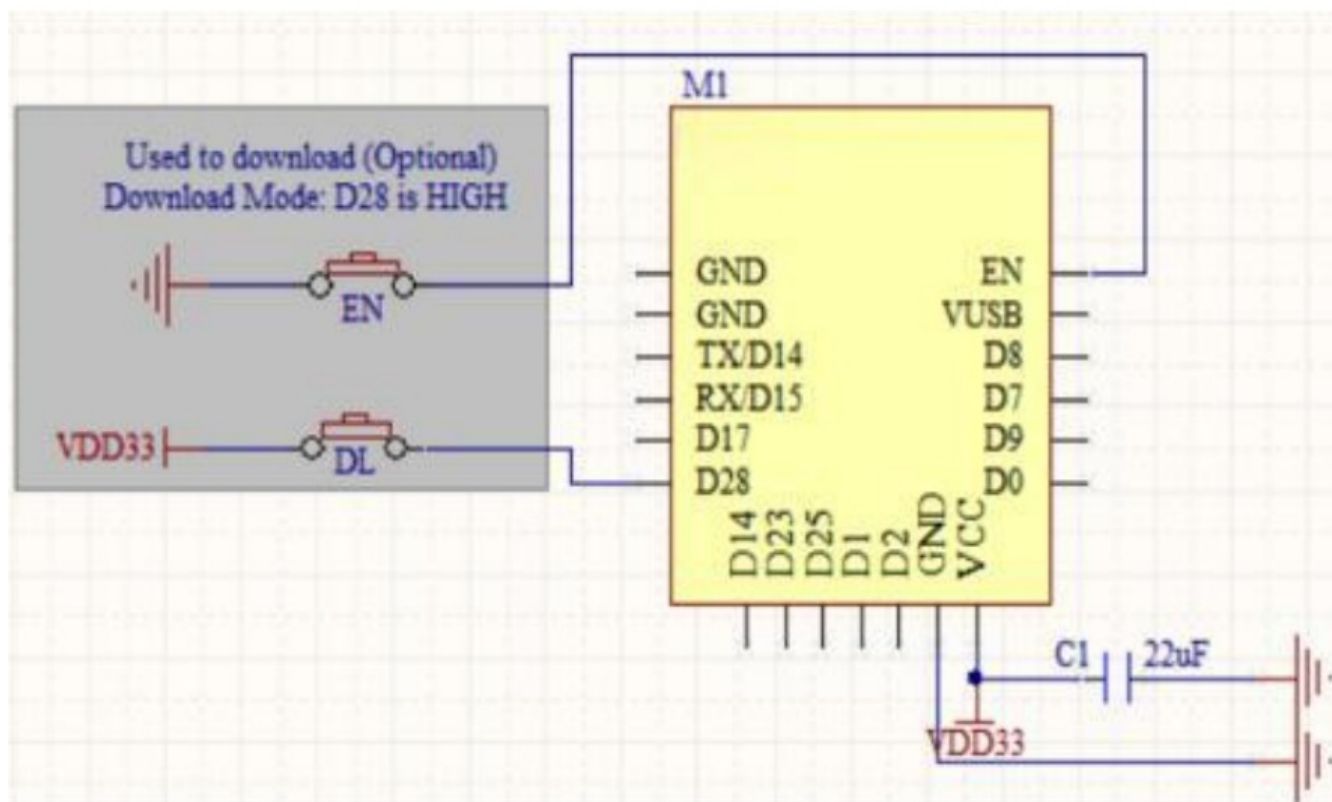 M1
Used to download (Optional)
Download Mode: D28 is HIGH
EN
VDD33
DL
GND
GND
TX/D14
RX/D15
D17
D28
EN
VUSB
D8
D7
D9
D0
D14
D23
D25
D1
D2
GND
VCC
C1
22uF
VDD33